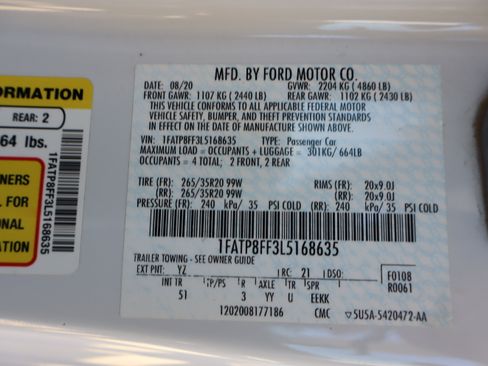 FORMATION
REAR: 2
64 lbs.
NERS
L FOR
ONAL
ON
1FATP8FF3L5168635
MFD. BY FORD MOTOR CO.
DATE: 08/20 GVWR: 2204 KG ( 4860 LB)
FRONT GAWR: 1107 KG ( 2440 LB) REAR GAWR: 1102 KG ( 2430 LB)
THIS VEHICLE CONFORMS TO ALL APPLICABLE FEDERAL MOTOR
VEHICLE SAFETY, BUMPER, AND THEFT PREVENTION STANDARDS
IN EFFECT ON THE DATE OF MANUFACTURE SHOWN ABOVE.
VIN: 1FATP8FF3L5168635 TYPE: Passenger Car
MAXIMUM LOAD = OCCUPANTS + LUGGAGE = 301KG/ 664LB
OCCUPANTS = 4 TOTAL; 2 FRONT, 2 REAR
TIRE (FR): 265/35R20 99W RIMS (FR): 20x9.0J
(RR): 265/35R20 99W (RR): 20x9.0J
PRESSURE (FR): 240 kPa/ 35 PSI COLD (RR): 240 kPa/ 35 PSI COLD
1FATP8FF3L5168635
TRAILER TOWING - SEE OWNER GUIDE
EXT PNT: YZ RC: 21 DSO: F0108
INT TR TP/PS R AXLE TR SPR R0061
51 3 YY U EEKK
1202008177186 CMC 5U5A-5420472-AA